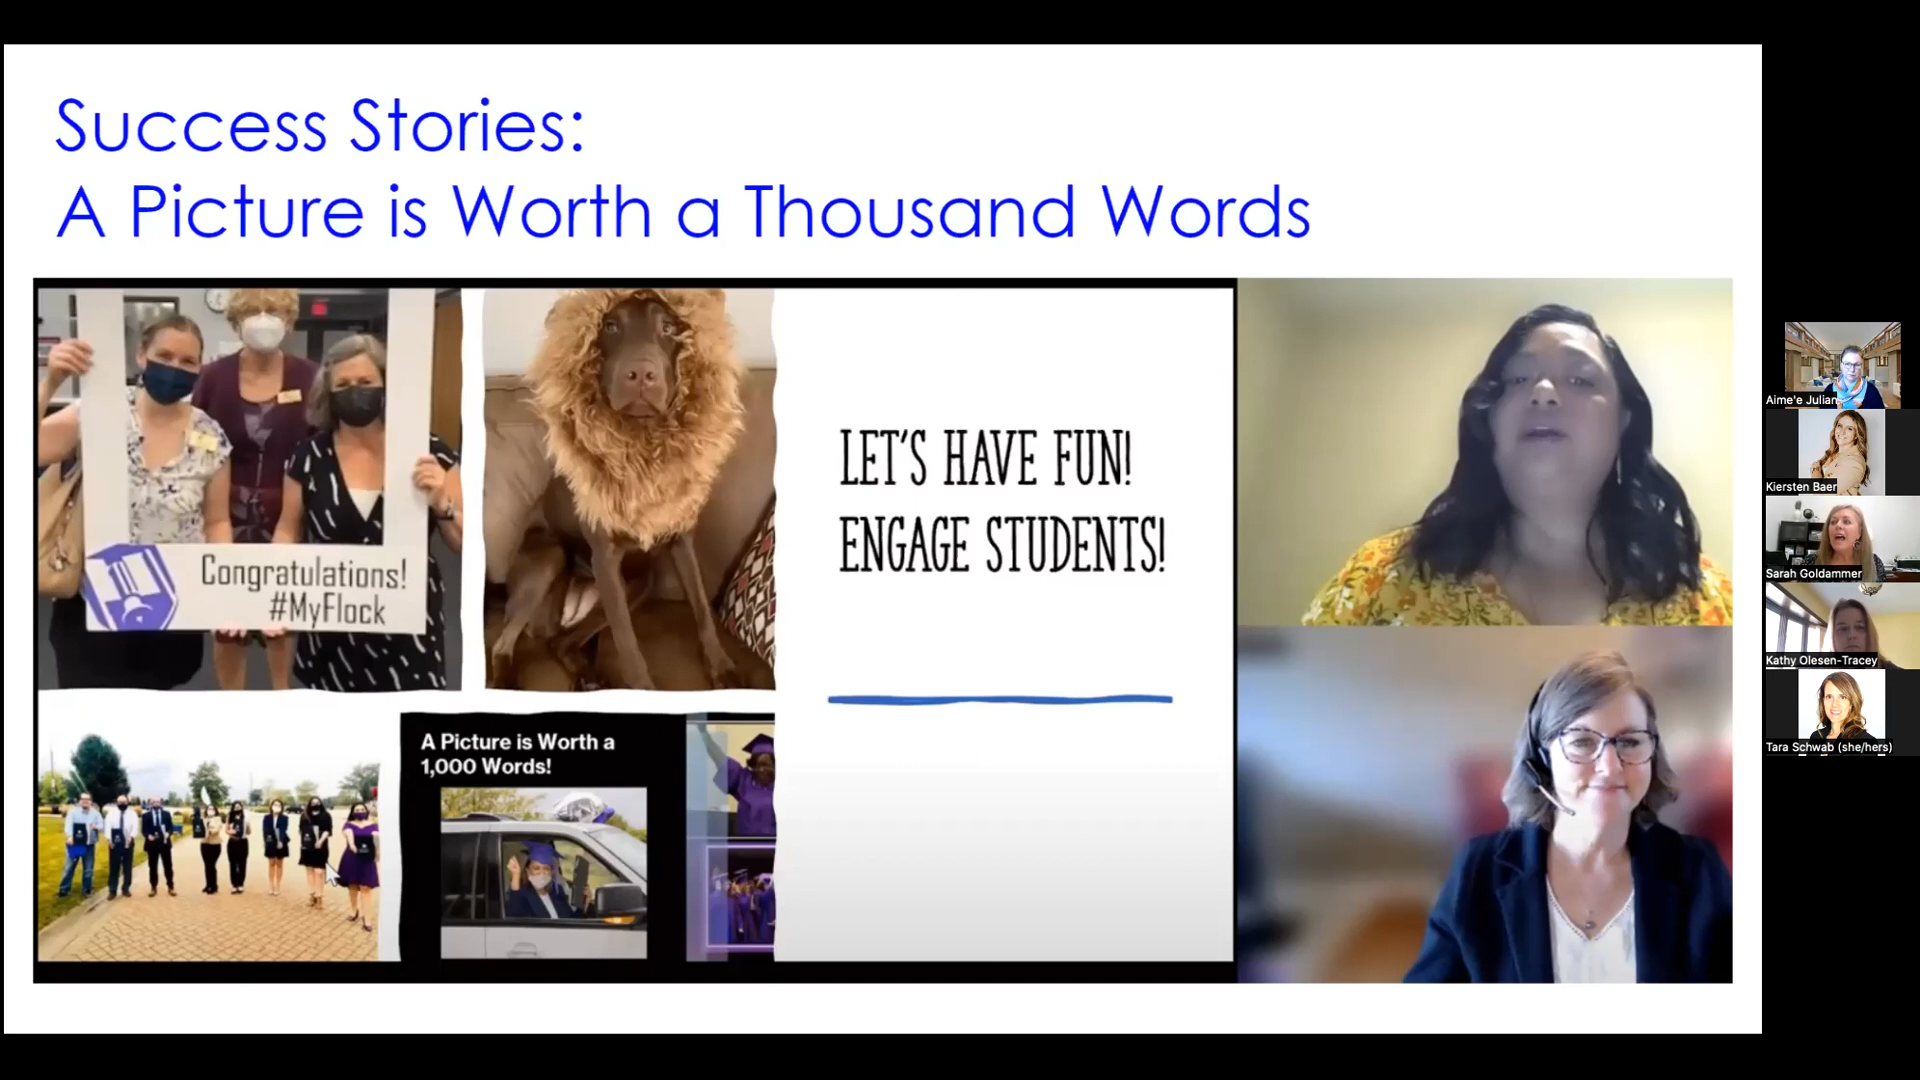 Success Stories:
A Picture is Worth a Thousand Words
Congratulations!
#MyFlock
LET'S HAVE FUN!
ENGAGE STUDENTS!
A Picture is Worth a
1,000 Words!
Aime'e Julian
Kiersten Baer
Sarah Goldammer
Kathy Olesen-Tracey
Tara Schwab (she/hers)